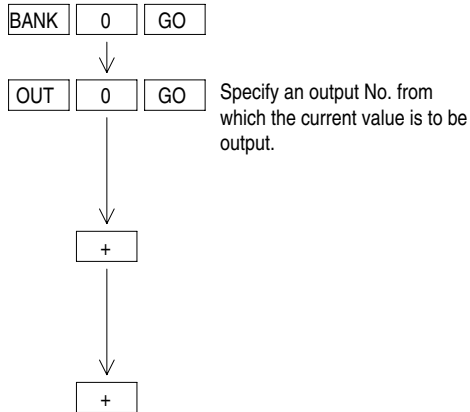 BANK 0 GO
OUT 0 GO Specify an output No. from
which the current value is to be
output.
+
+